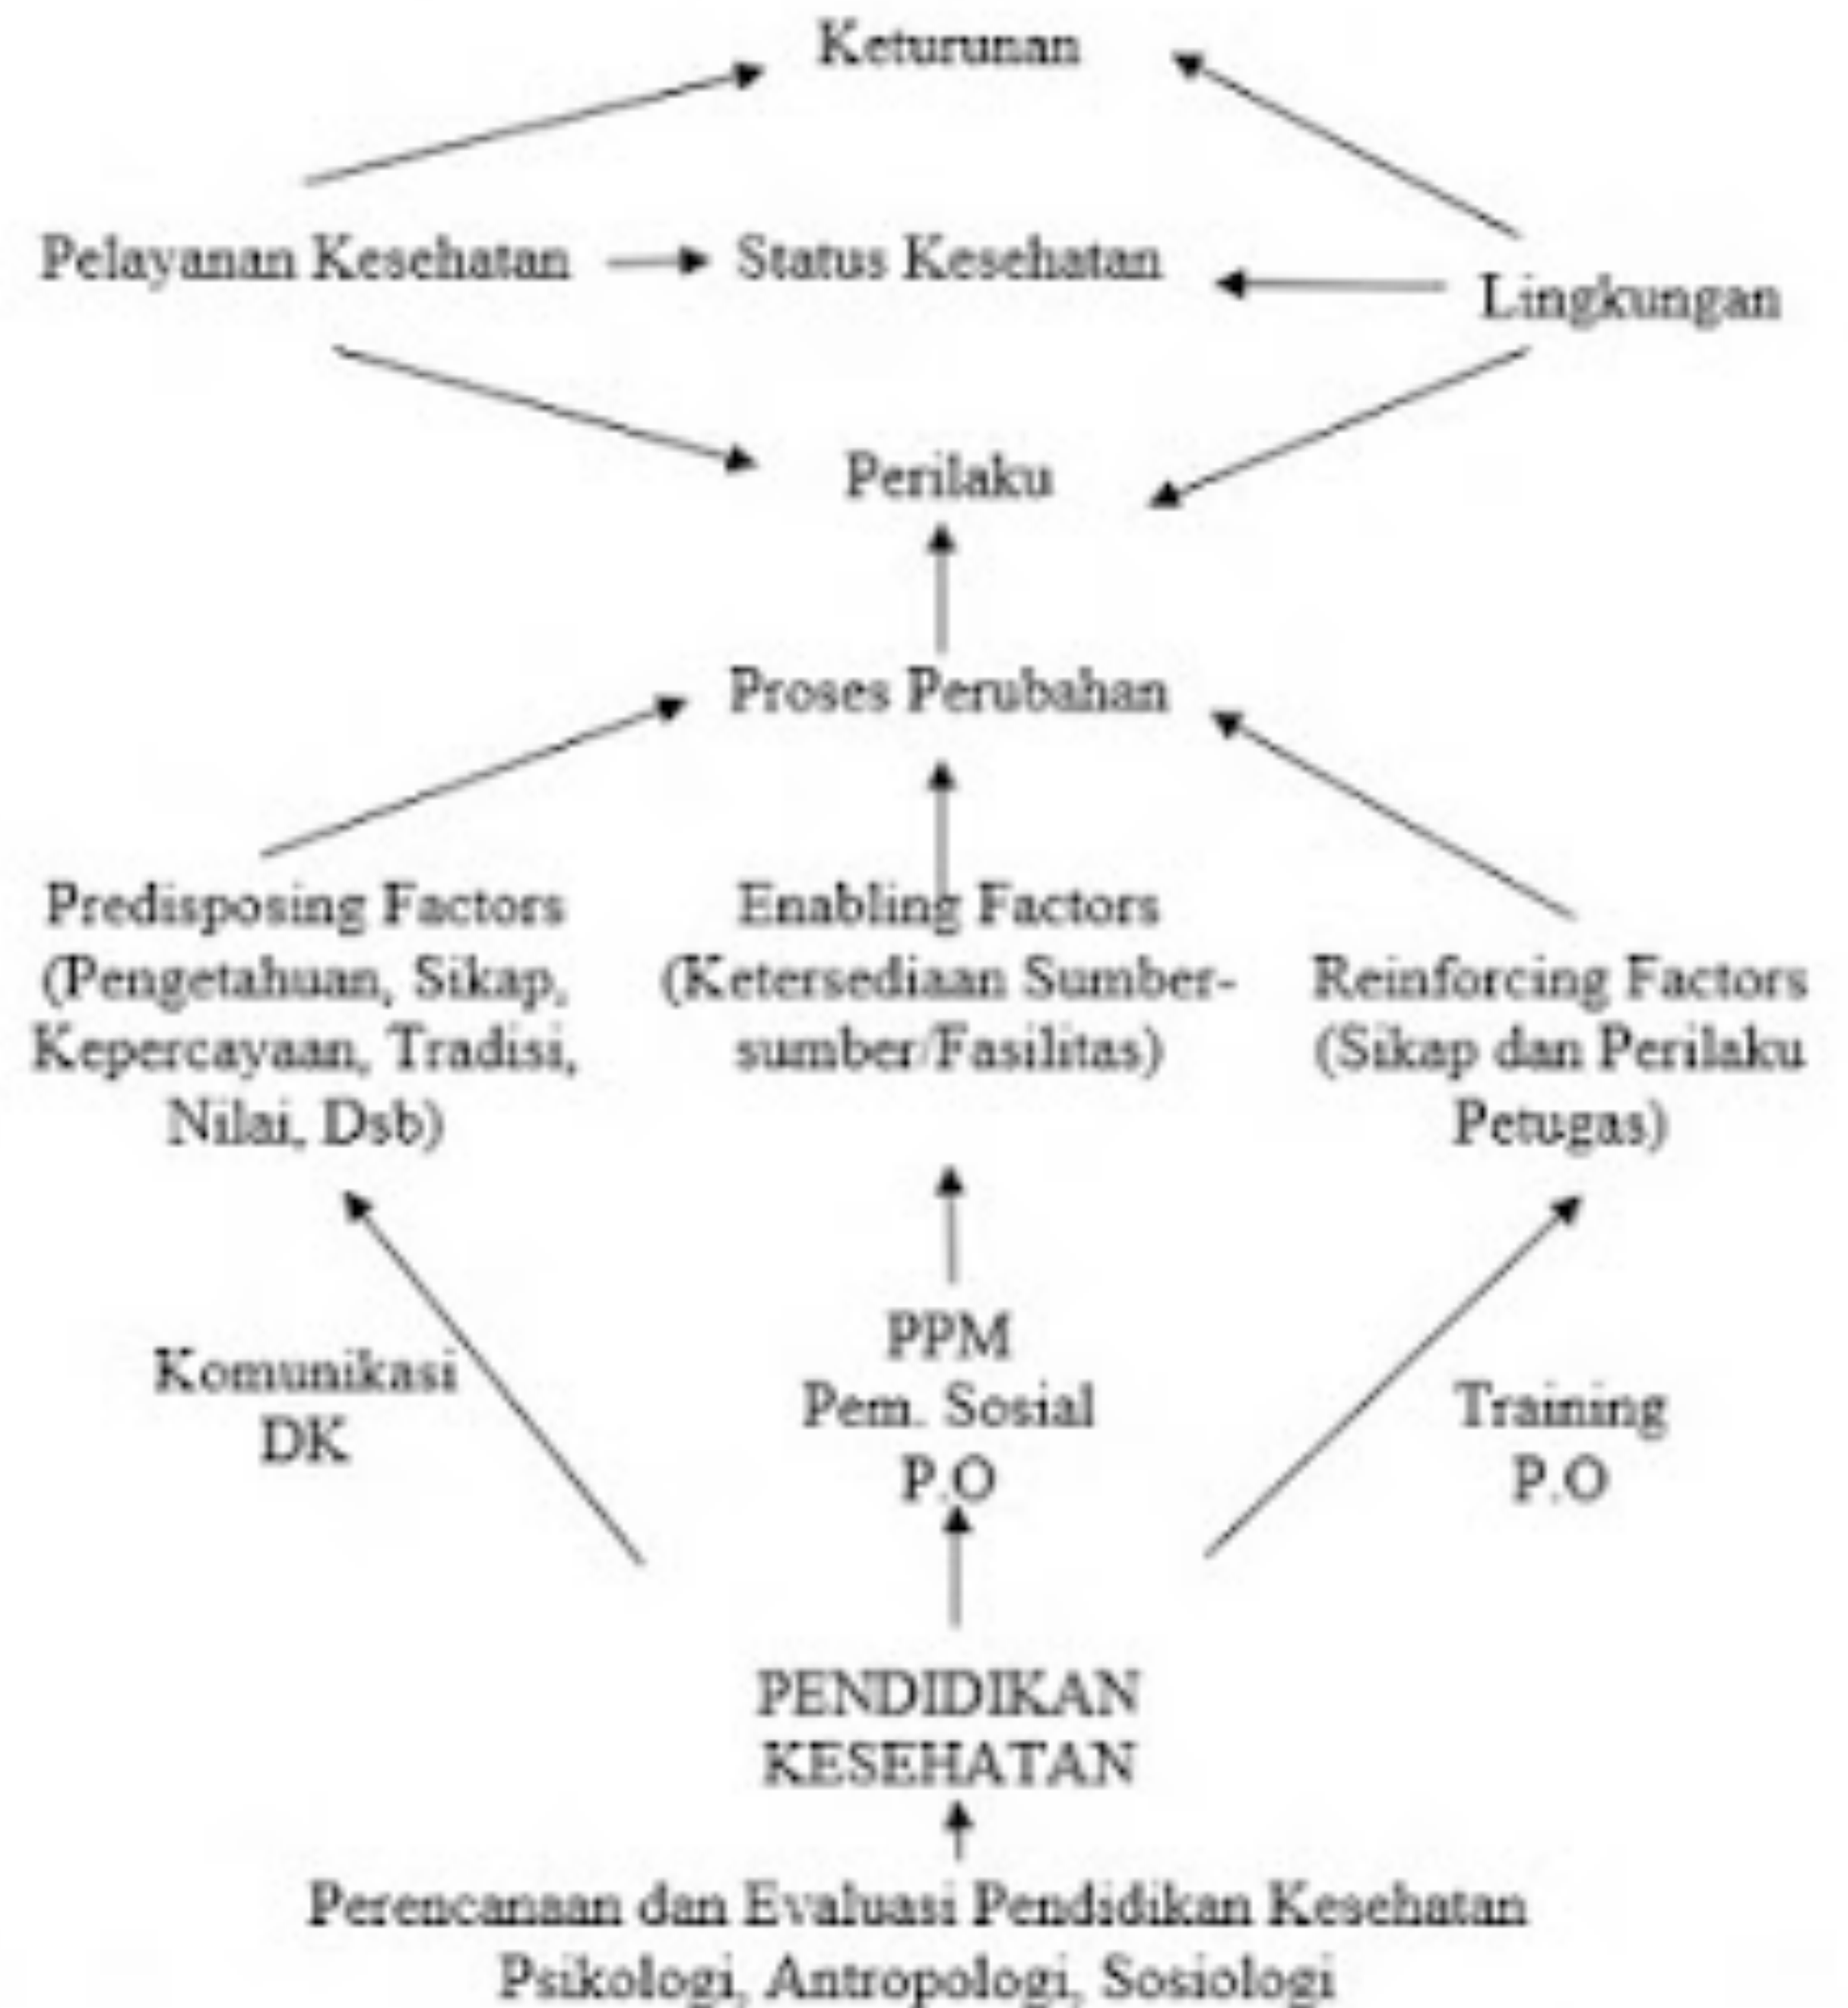 Keturunan
Pelayanan Kesehatan
Status Kesehatan
Lingkungan
Perilaku
Proses Perubahan
Predisposing Factors
(Pengetahuan, Sikap,
Kepercayaan, Tradisi,
Nilai, Dsb)
Enabling Factors
(Ketersediaan Sumber-
sumber/Fasilitas)
Reinforcing Factors
(Sikap dan Perilaku
Petugas)
Komunikasi
DK
PPM
Pem. Sosial
P.O
Training
P.O
PENDIDIKAN
KESEHATAN
Perencanaan dan Evaluasi Pendidikan Kesehatan
Psikologi, Antropologi, Sosiologi